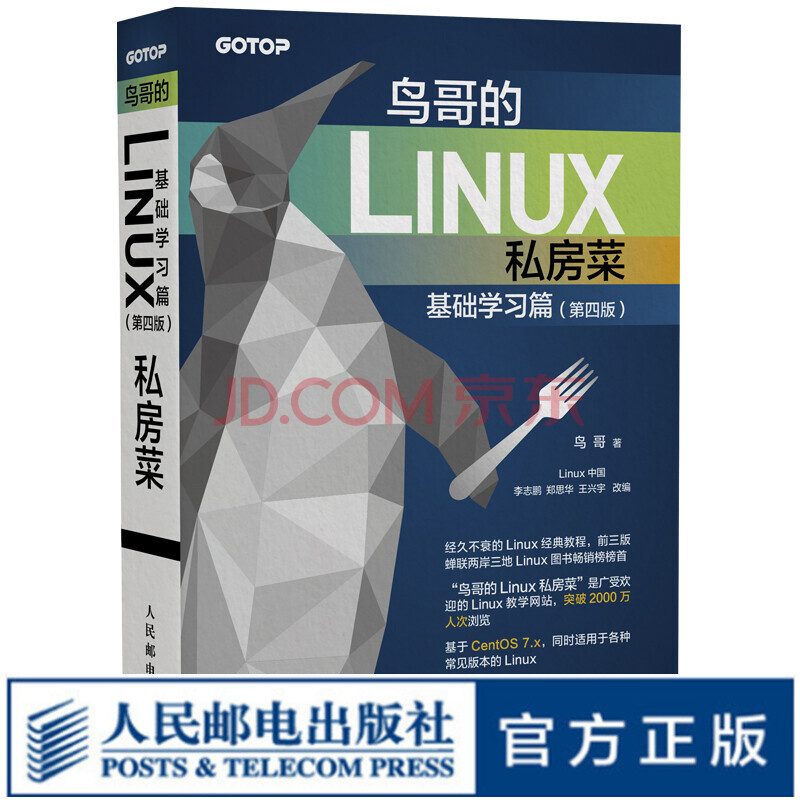 GOTOP
鸟哥的
LINUX
基础学习篇
(第四版)
私房菜
人民邮电
GOTOP
鸟哥的
LINUX
私房菜
基础学习篇（第四版）
JD.COM 京东
鸟哥 著
Linux 中国
李志鹏 郑思华 王兴宇 改编
经久不衰的 Linux 经典教程，前三版
蝉联两岸三地 Linux 图书畅销榜榜首
“鸟哥的 Linux 私房菜”是广受欢
迎的 Linux 教学网站，突破 2000 万
人次浏览
基于 CentOS 7.x，同时适用于各种
常见版本的 Linux
人民邮电出版社
POSTS & TELECOM PRESS
官方正版